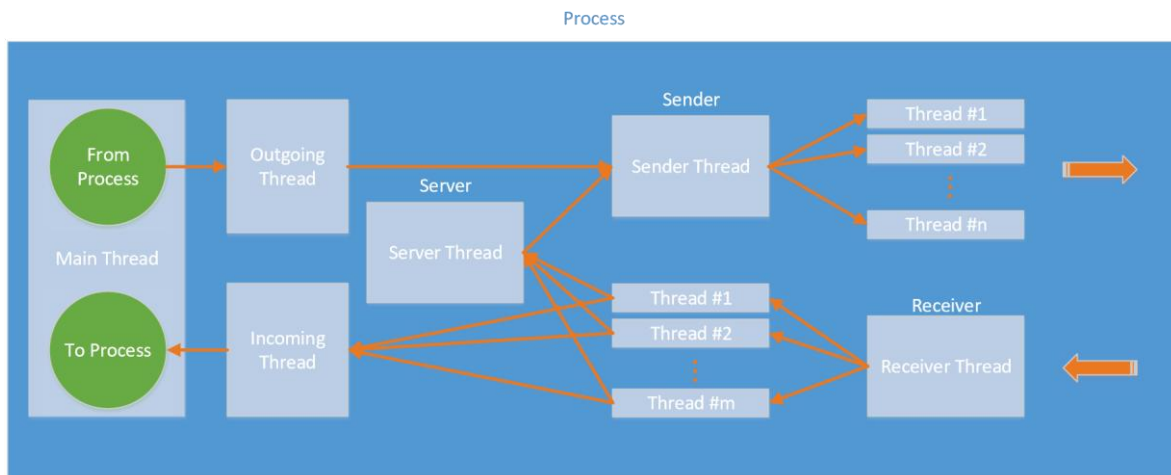 Process
From
Process
Outgoing
Thread
Sender
Sender Thread
Thread #1
Thread #2
Thread #n
Server
Server Thread
Main Thread
To Process
Incoming
Thread
Thread #1
Thread #2
Thread #m
Receiver
Receiver Thread